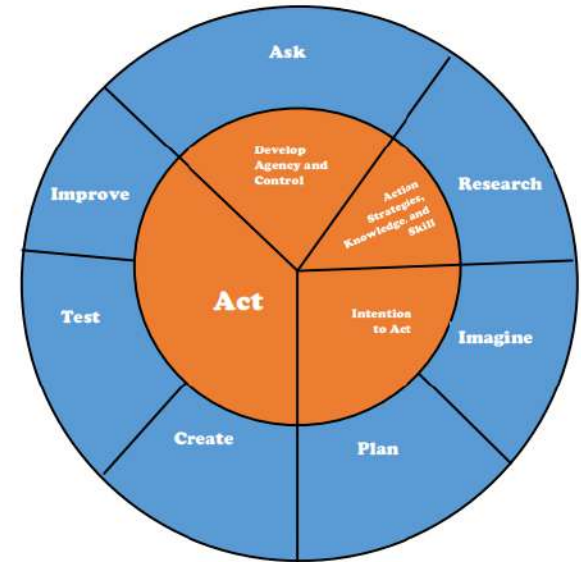 Ask
Develop
Agency and
Control
Improve
Action
Strategies,
Knowledge, and
Skill
Research
Act
Intention
to Act
Test
Imagine
Create
Plan